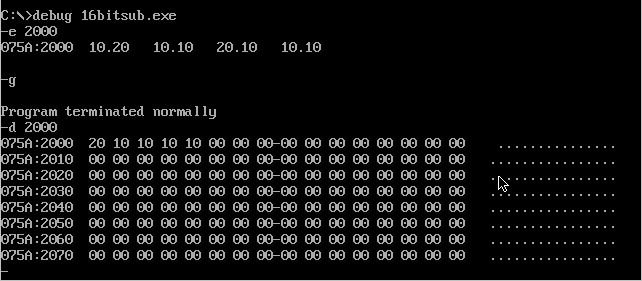 C:\>debug 16bitsub.exe
-e 2000
075A:2000  10.20   10.10   20.10   10.10
-g
Program terminated normally
-d 2000
075A:2000  20 10 10 10 10 00 00 00-00 00 00 00 00 00 00 00    ...............
075A:2010  00 00 00 00 00 00 00 00-00 00 00 00 00 00 00 00   ................
075A:2020  00 00 00 00 00 00 00 00-00 00 00 00 00 00 00 00   ................
075A:2030  00 00 00 00 00 00 00 00-00 00 00 00 00 00 00 00   ................
075A:2040  00 00 00 00 00 00 00 00-00 00 00 00 00 00 00 00   ................
075A:2050  00 00 00 00 00 00 00 00-00 00 00 00 00 00 00 00   ................
075A:2060  00 00 00 00 00 00 00 00-00 00 00 00 00 00 00 00   ................
075A:2070  00 00 00 00 00 00 00 00-00 00 00 00 00 00 00 00   ................
-